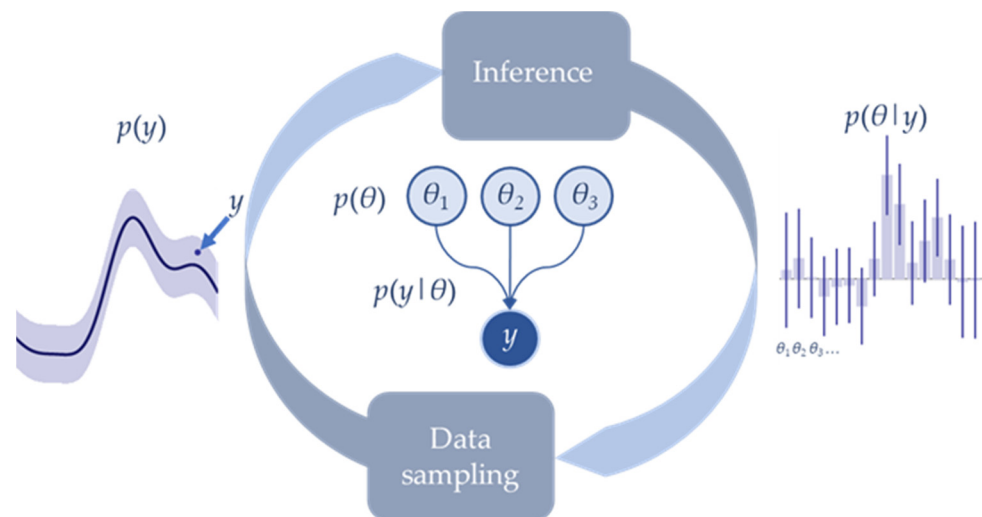 Inference
p(y)
y
p(θ)
θ₁ θ₂ θ₃
p(y|θ)
y
p(θ|y)
θ₁ θ₂ θ₃ ...
Data
sampling